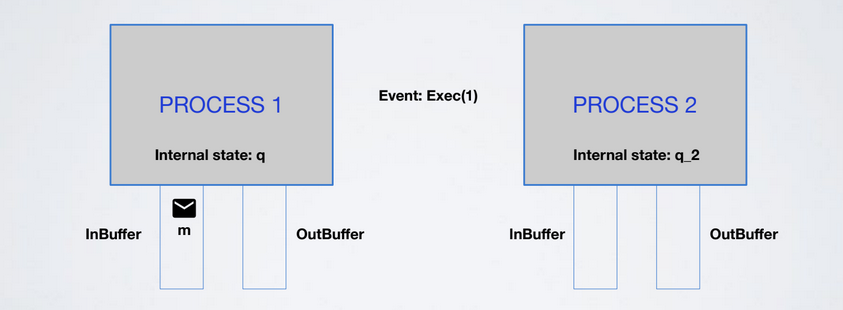 PROCESS 1
Internal state: q
InBuffer
m
OutBuffer
Event: Exec(1)
PROCESS 2
Internal state: q_2
InBuffer
OutBuffer